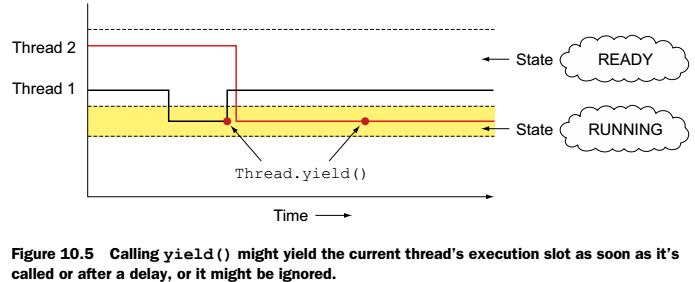 Thread 2
State
READY
Thread 1
State
RUNNING
Thread.yield()
Time
Figure 10.5 Calling yield() might yield the current thread's execution slot as soon as it's
called or after a delay, or it might be ignored.